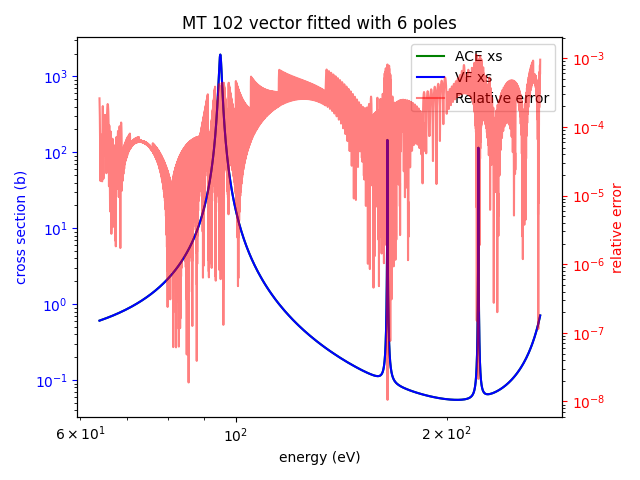 MT 102 vector fitted with 6 poles
ACE xs
VF xs
Relative error
cross section (b)
10³
10²
10¹
10⁰
10⁻¹
relative error
10⁻³
10⁻⁴
10⁻⁵
10⁻⁶
10⁻⁷
10⁻⁸
6 × 10¹ 10² 2 × 10²
energy (eV)